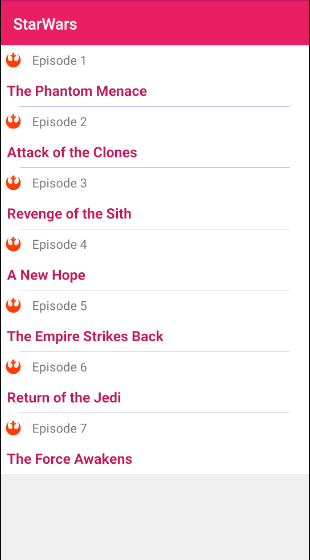 StarWars
Episode 1
The Phantom Menace
Episode 2
Attack of the Clones
Episode 3
Revenge of the Sith
Episode 4
A New Hope
Episode 5
The Empire Strikes Back
Episode 6
Return of the Jedi
Episode 7
The Force Awakens